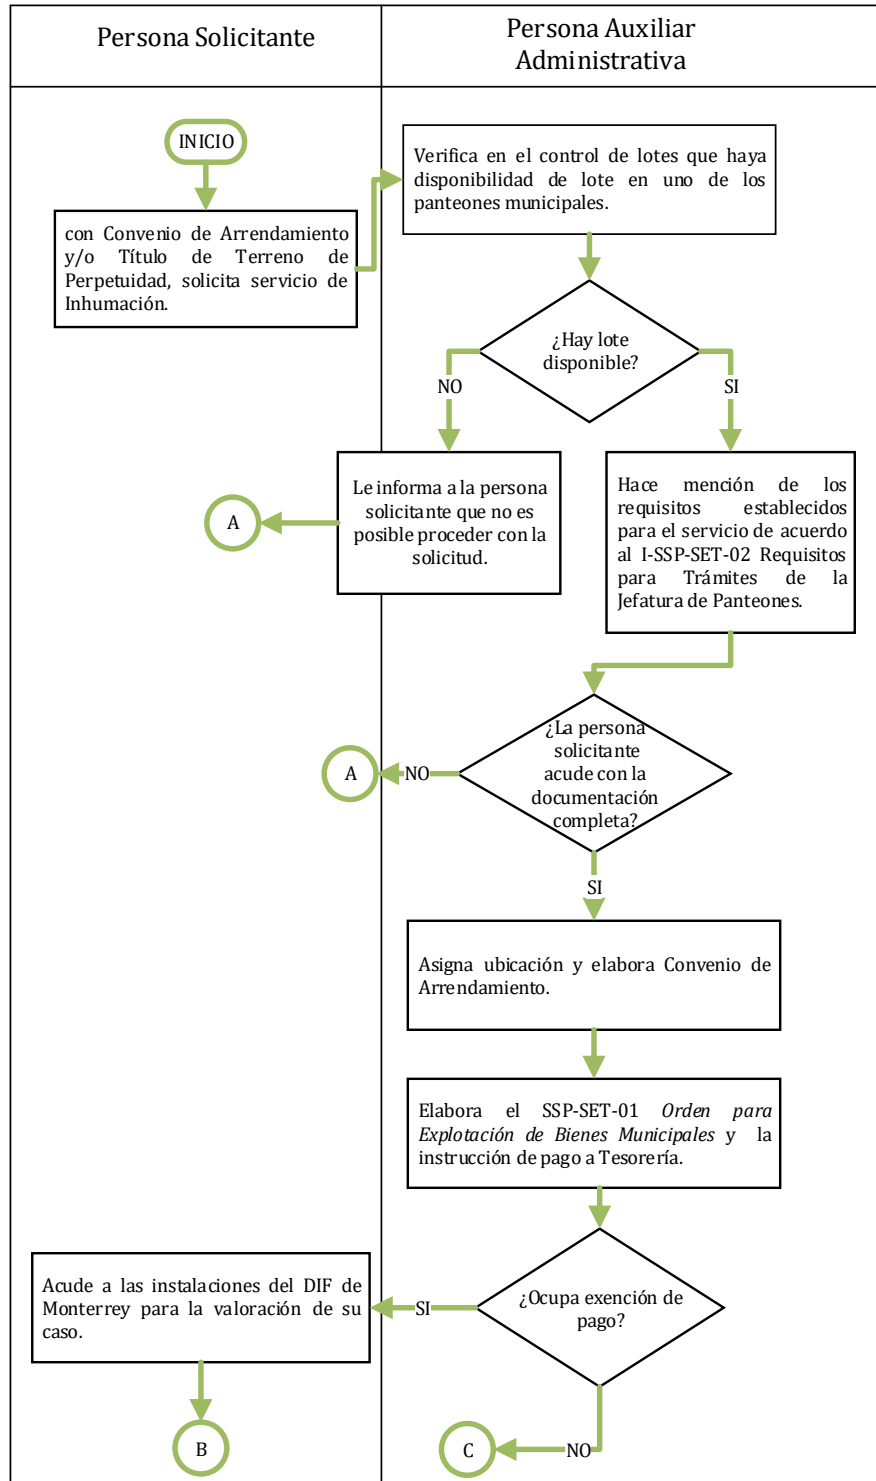 Persona Solicitante
Persona Auxiliar
Administrativa
INICIO
con Convenio de Arrendamiento
y/o Título de Terreno de
Perpetuidad, solicita servicio de
Inhumación.
Verifica en el control de lotes que haya
disponibilidad de lote en uno de los
panteones municipales.
¿Hay lote
disponible?
NO
SI
Le informa a la persona
solicitante que no es
posible proceder con la
solicitud.
A
Hace mención de los
requisitos establecidos
para el servicio de acuerdo
al I-SSP-SET-02 Requisitos
para Trámites de la
Jefatura de Panteones.
¿La persona
solicitante
acude con la
documentación
completa?
NO
A
SI
Asigna ubicación y elabora Convenio de
Arrendamiento.
Elabora el SSP-SET-01 Orden para
Explotación de Bienes Municipales y la
instrucción de pago a Tesorería.
¿Ocupa exención de
pago?
SI
Acude a las instalaciones del DIF de
Monterrey para la valoración de su
caso.
B
NO
C